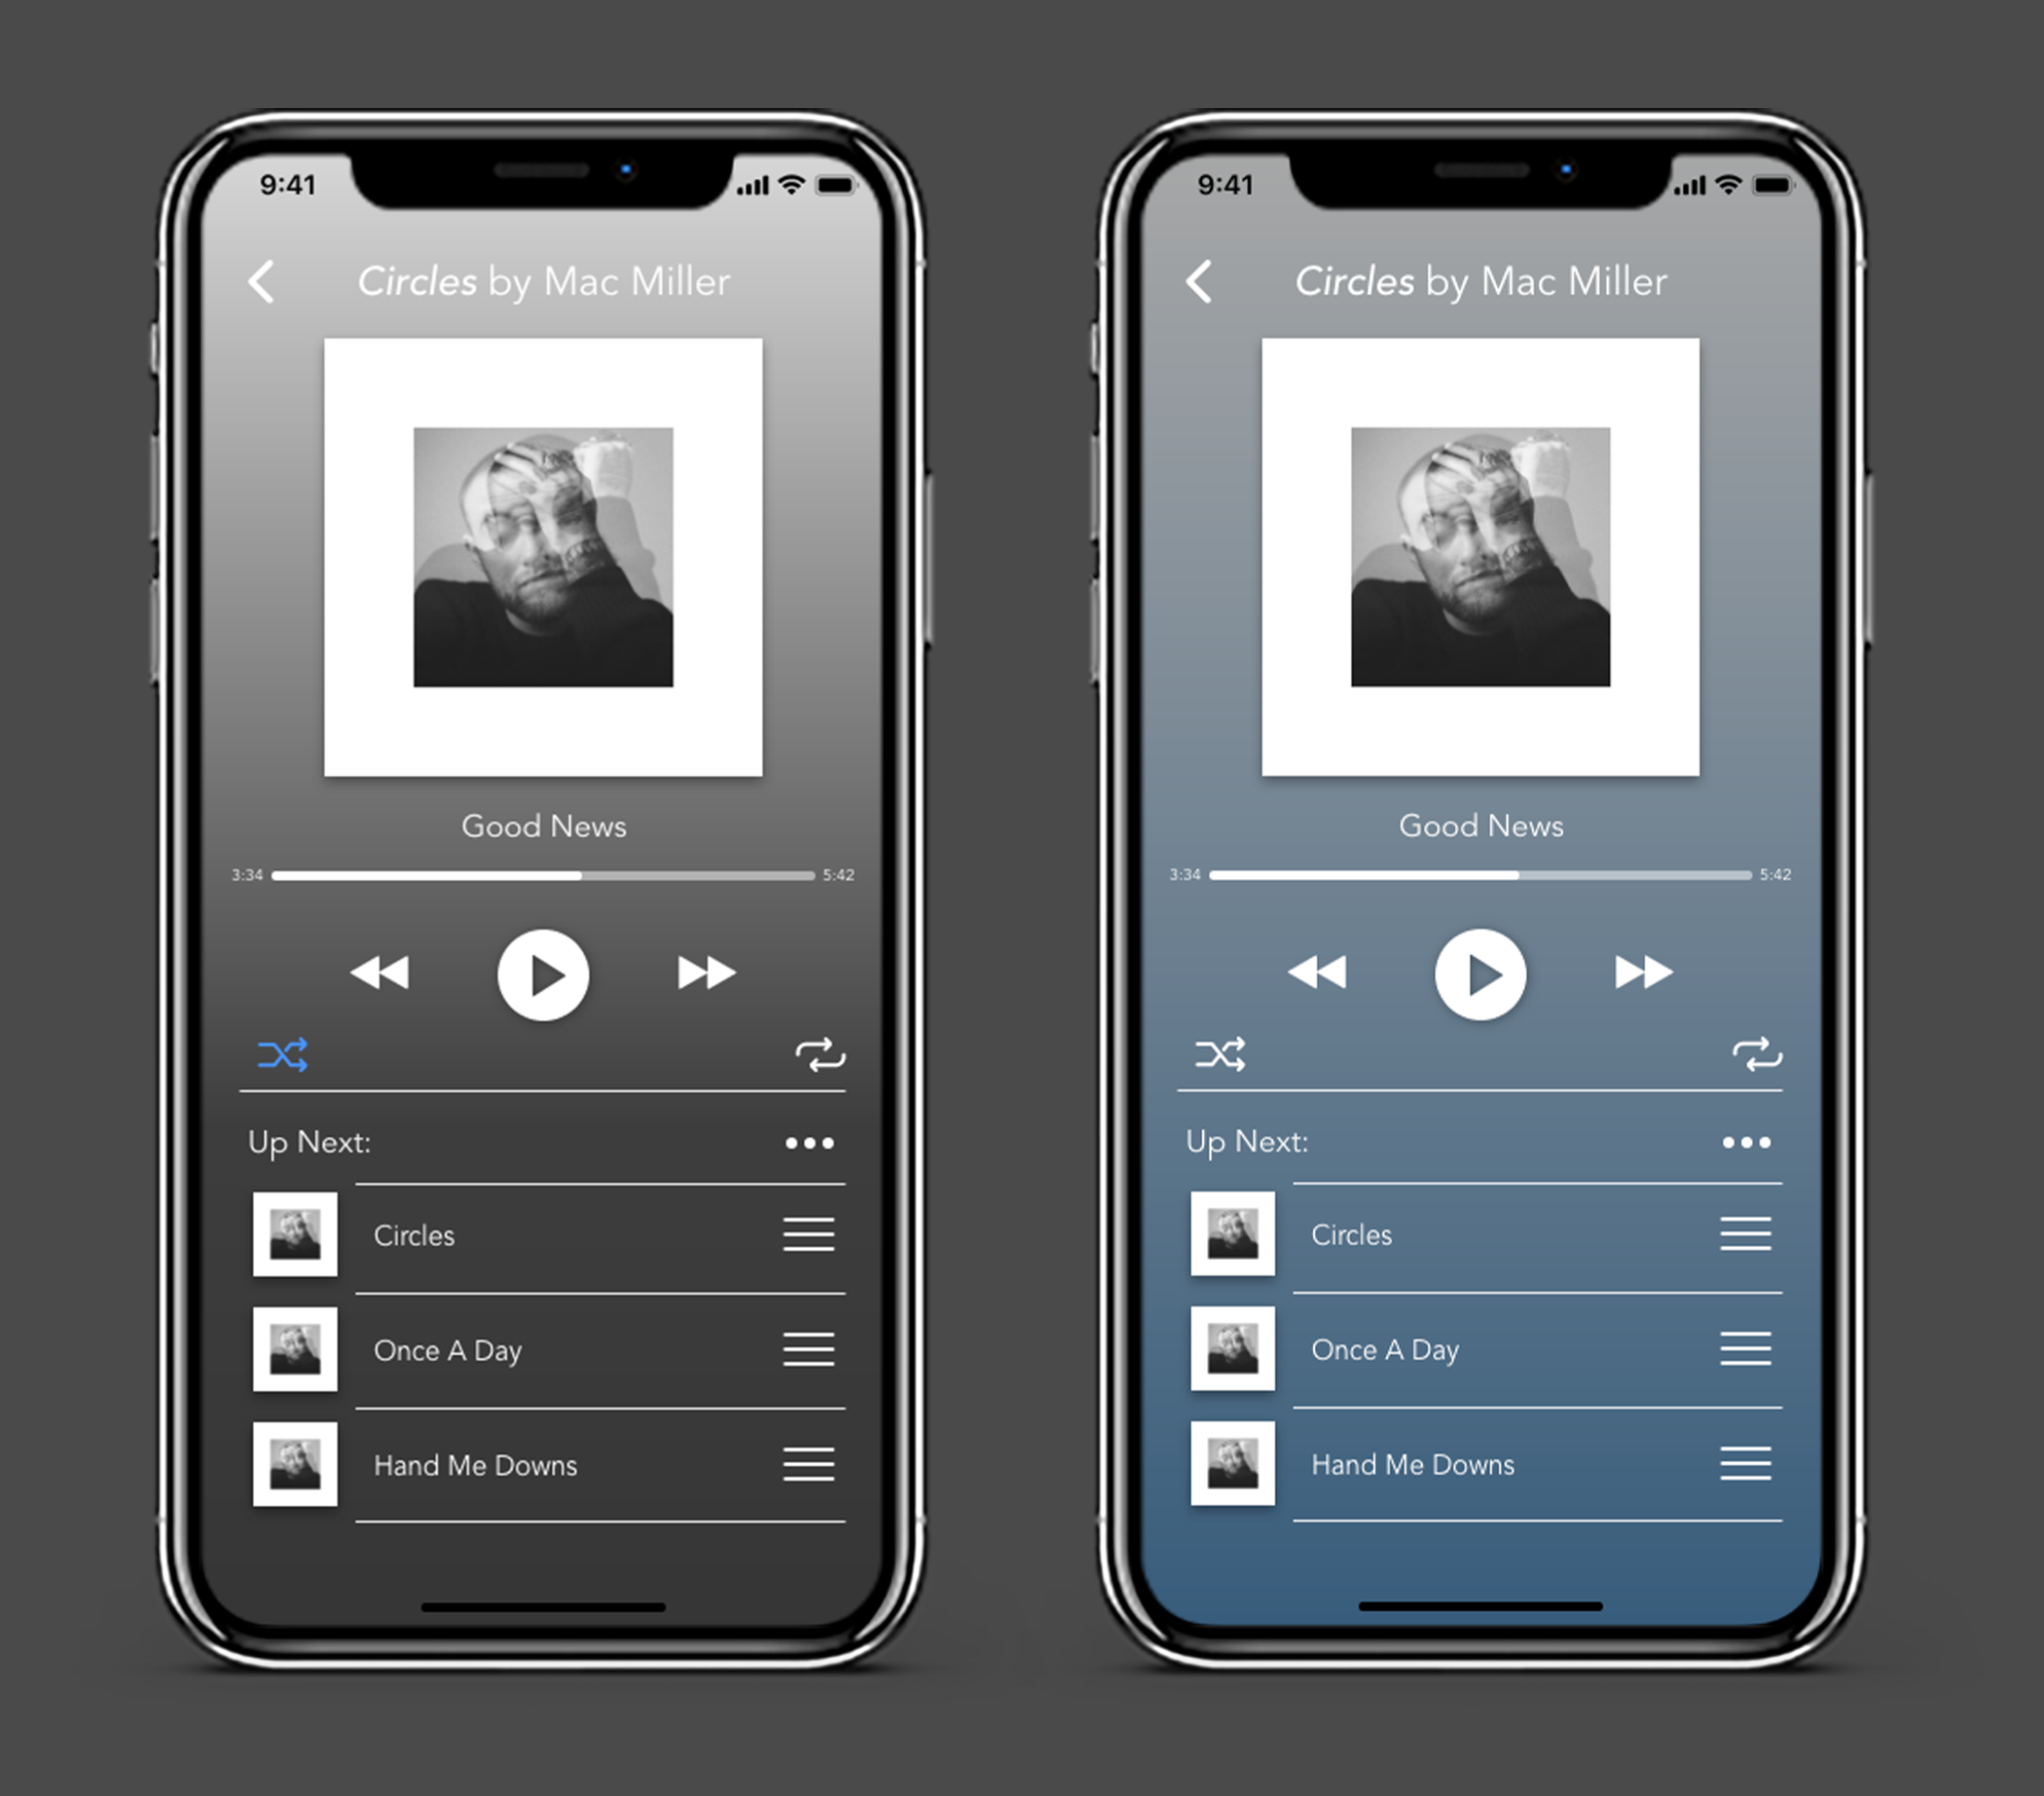 9:41
Circles by Mac Miller
Good News
3:34 5:42
Up Next:
Circles
Once A Day
Hand Me Downs
9:41
Circles by Mac Miller
Good News
3:34 5:42
Up Next:
Circles
Once A Day
Hand Me Downs